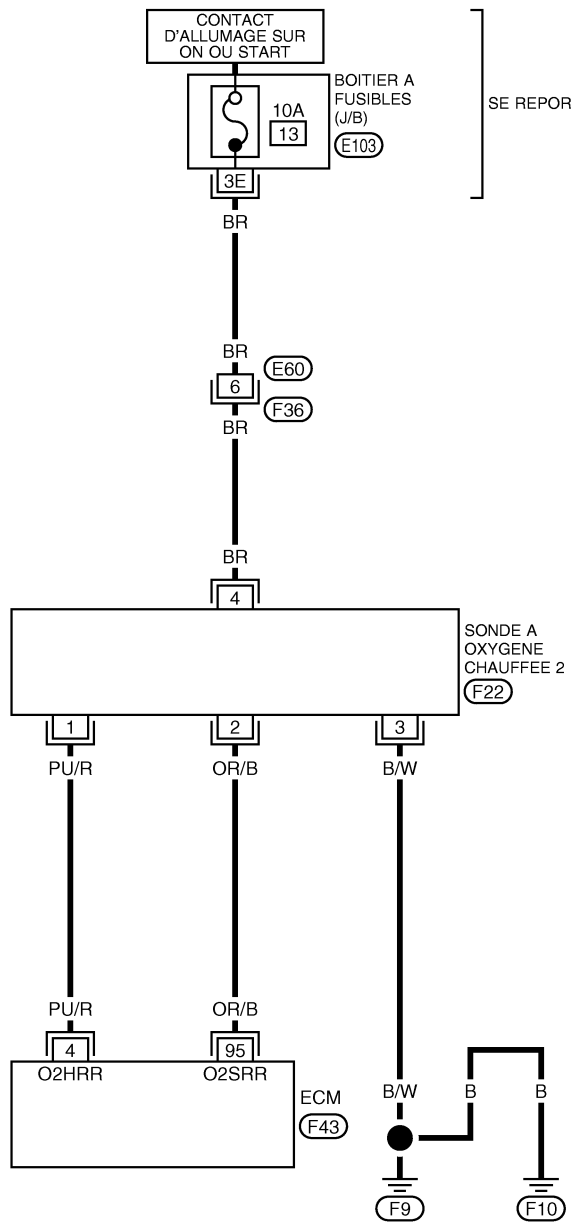 CONTACT
D'ALLUMAGE SUR
ON OU START
BOITIER A
FUSIBLES
(J/B)
E103
10A
13
SE REPOR
3E
BR
BR
E60
6
F36
BR
BR
4
SONDE A
OXYGENE
CHAUFFEE 2
F22
1 2 3
PU/R OR/B B/W
PU/R OR/B
4 95
O2HRR O2SRR
ECM
F43
B/W B B
F9 F10